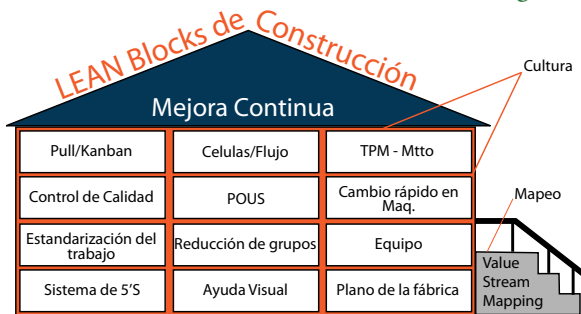 LEAN Blocks de Construcción
Mejora Continua
Cultura
Pull/Kanban
Celulas/Flujo
TPM - Mtto
Control de Calidad
POUS
Cambio rápido en
Maq.
Mapeo
Estandarización del
trabajo
Reducción de grupos
Equipo
Value
Stream
Mapping
Sistema de 5'S
Ayuda Visual
Plano de la fábrica